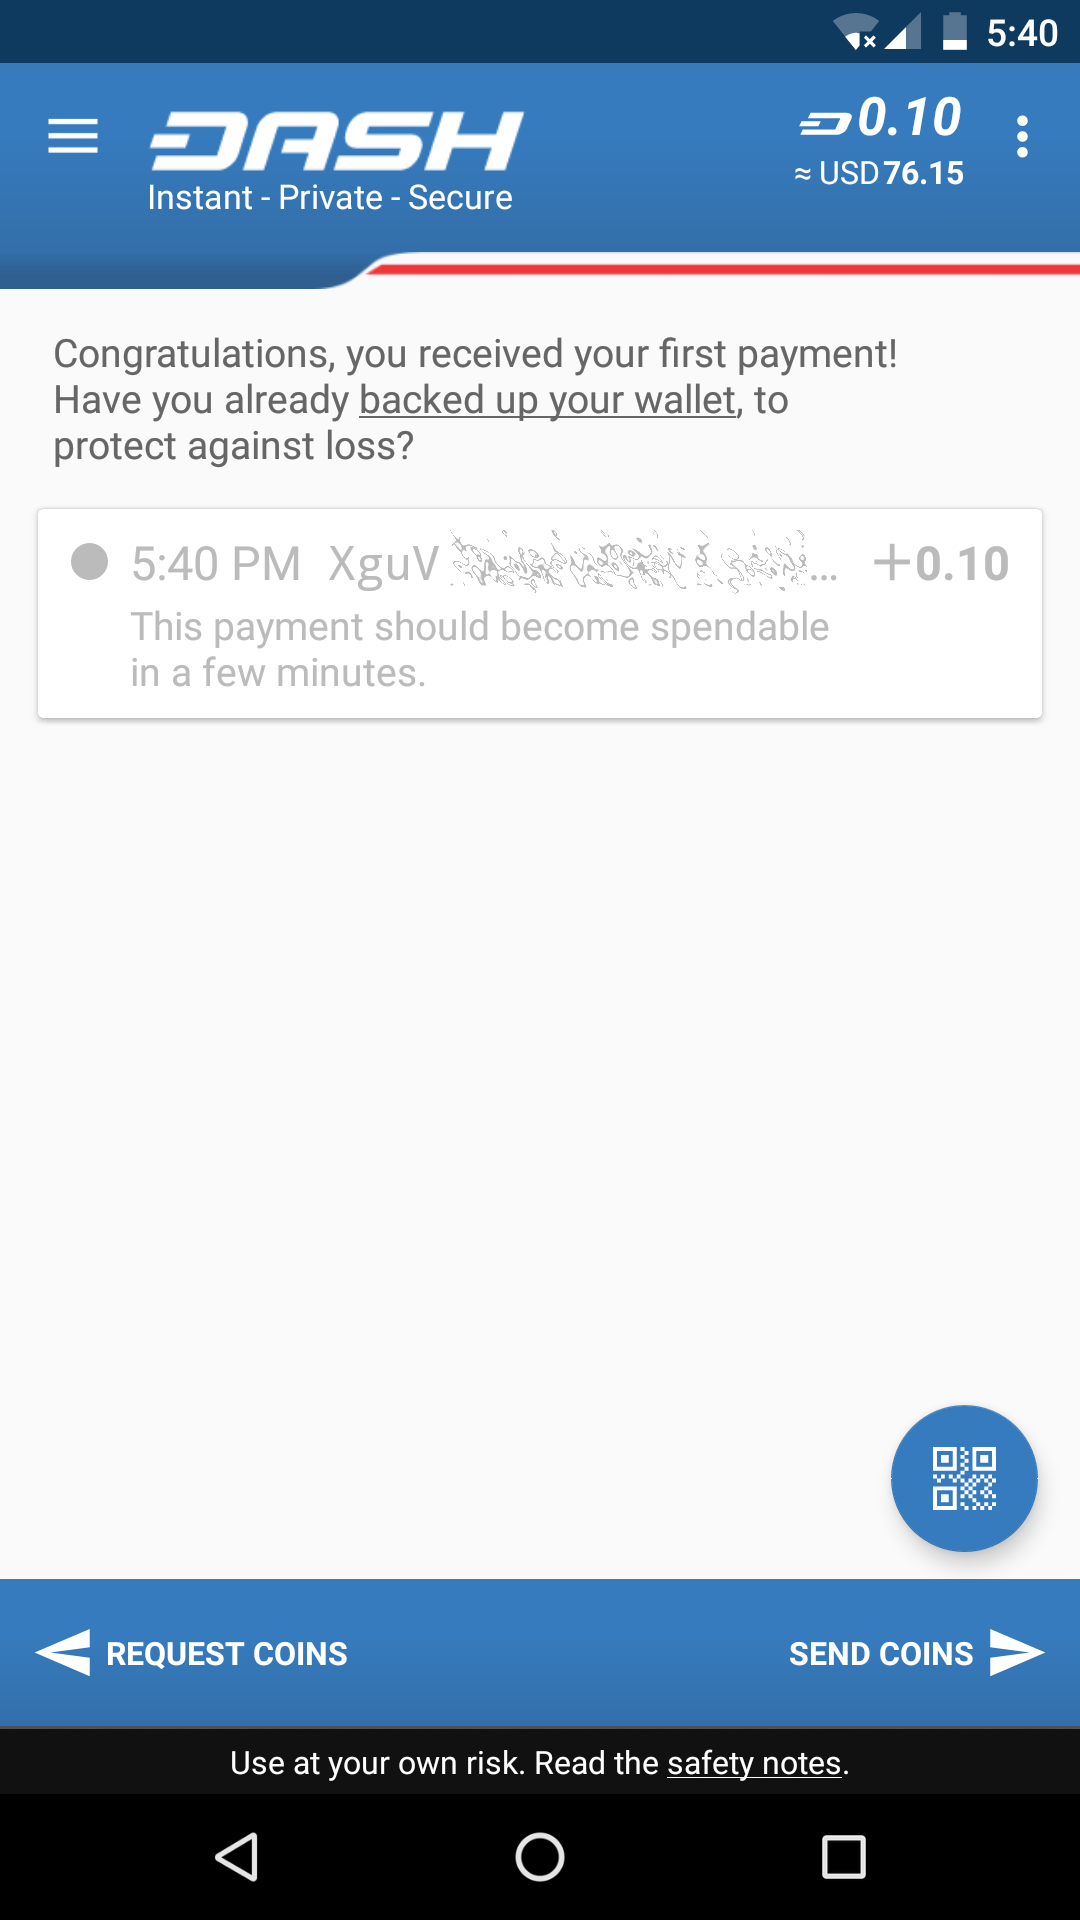 5:40
DASH
Instant - Private - Secure
0.10
≈ USD 76.15
Congratulations, you received your first payment!
Have you already backed up your wallet, to
protect against loss?
5:40 PM XguV ... +0.10
This payment should become spendable
in a few minutes.
REQUEST COINS
SEND COINS
Use at your own risk. Read the safety notes.